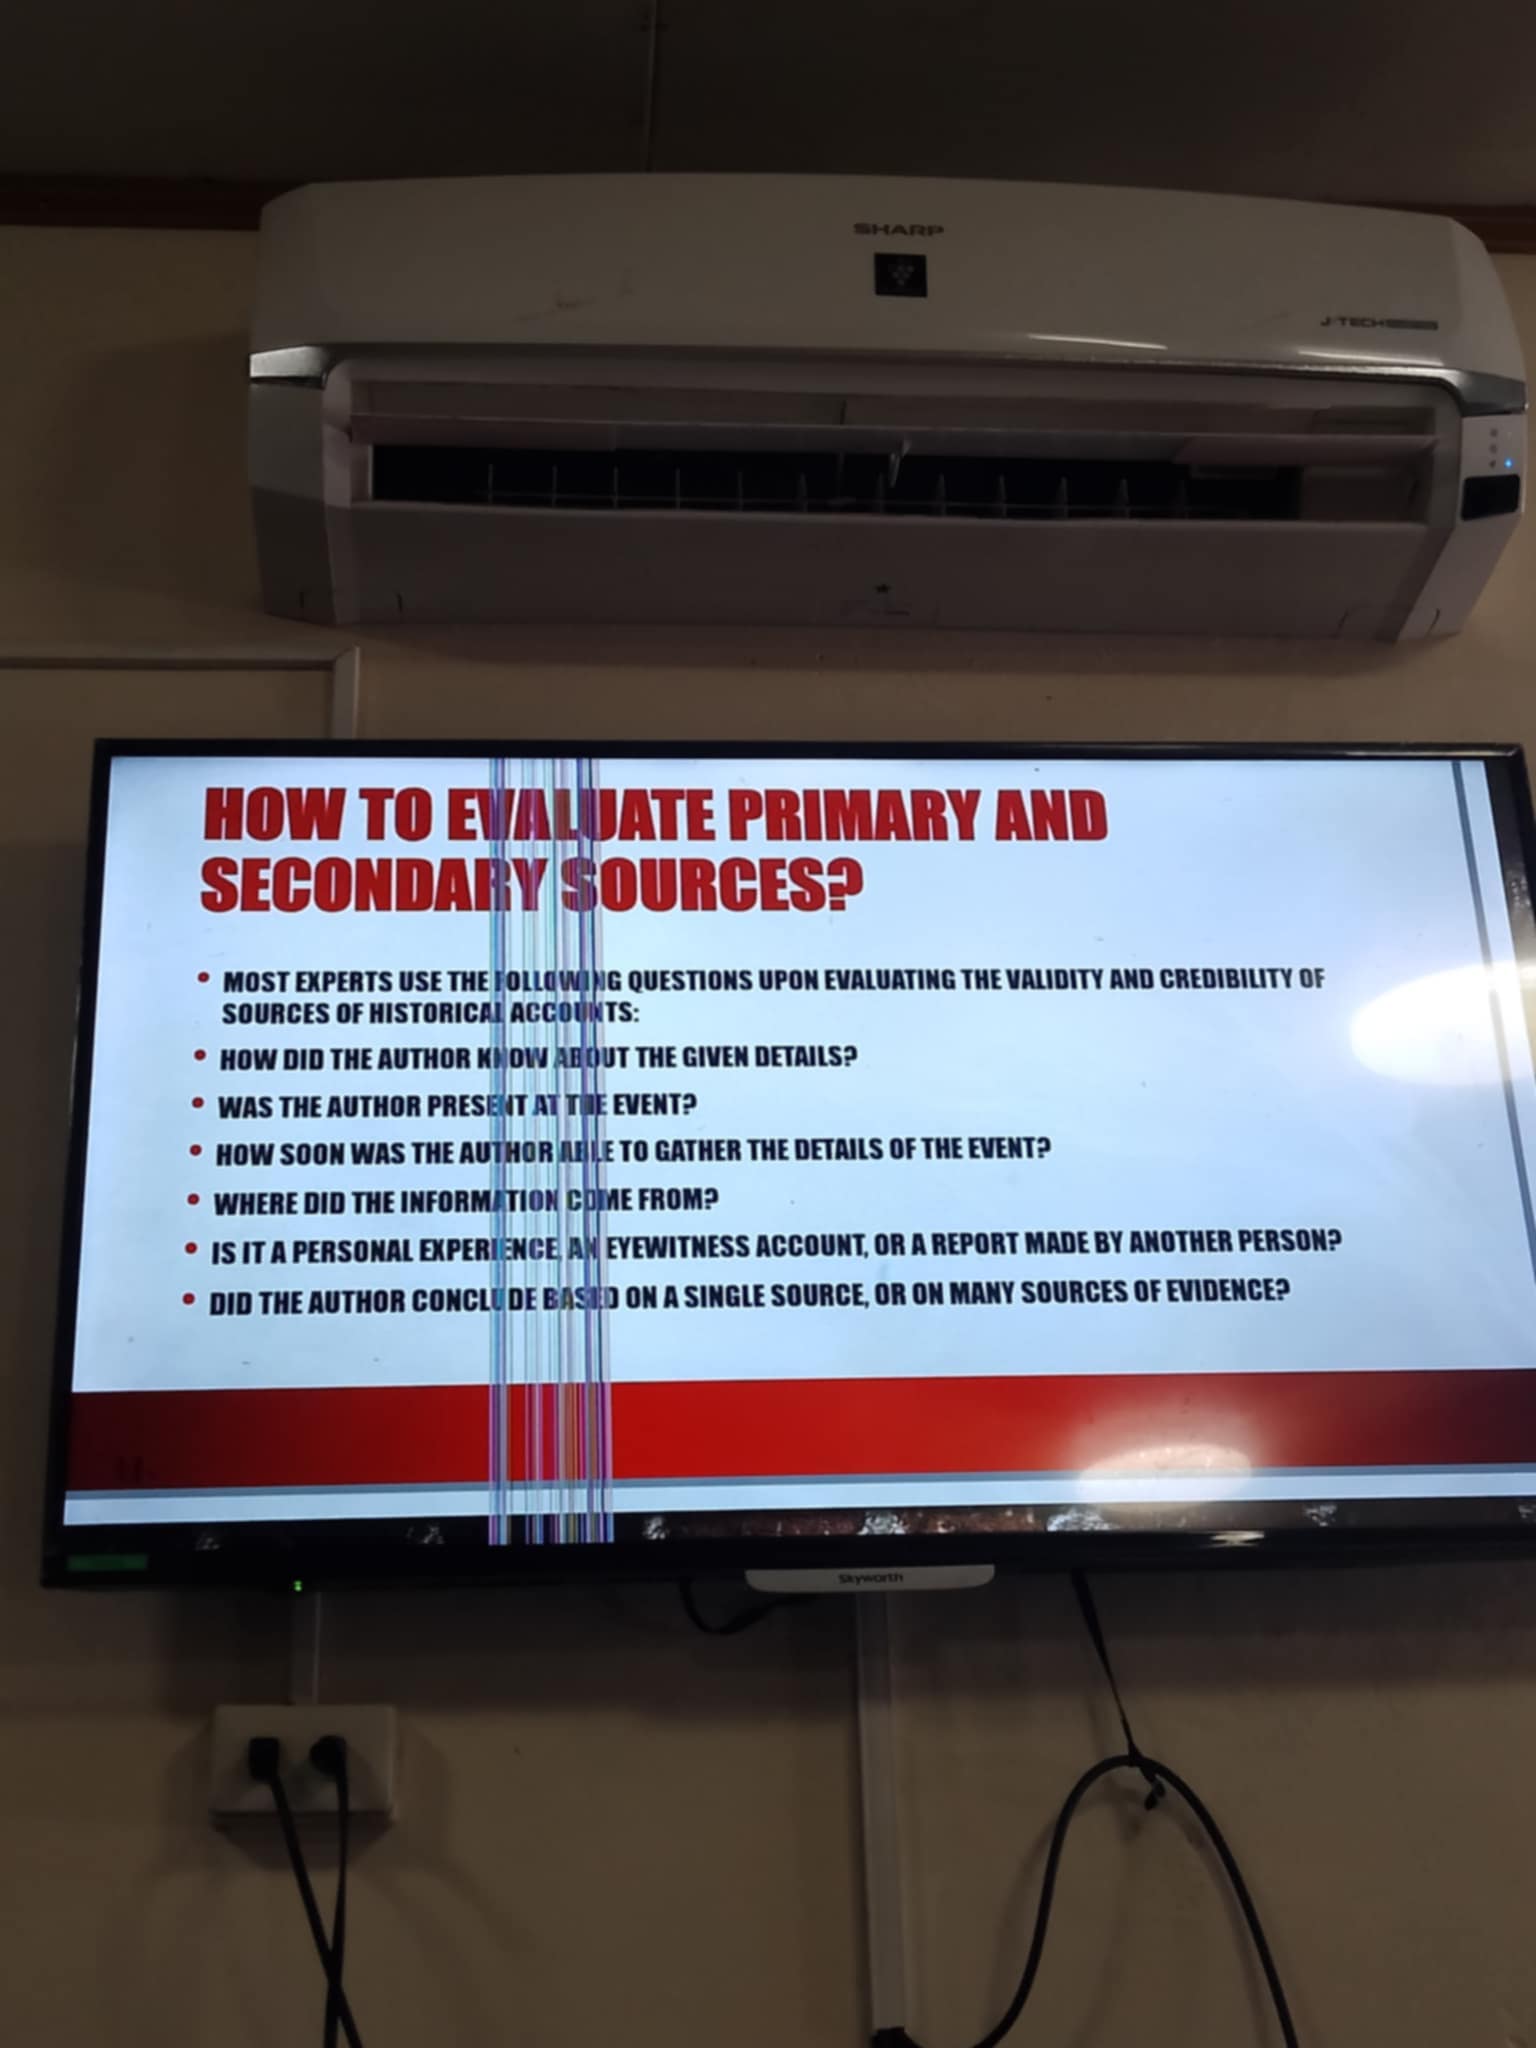 SHARP
J-TECH
HOW TO EVALUATE PRIMARY AND
SECONDARY SOURCES?
• MOST EXPERTS USE THE FOLLOWING QUESTIONS UPON EVALUATING THE VALIDITY AND CREDIBILITY OF
SOURCES OF HISTORICAL ACCOUNTS:
• HOW DID THE AUTHOR KNOW ABOUT THE GIVEN DETAILS?
• WAS THE AUTHOR PRESENT AT THE EVENT?
• HOW SOON WAS THE AUTHOR ABLE TO GATHER THE DETAILS OF THE EVENT?
• WHERE DID THE INFORMATION COME FROM?
• IS IT A PERSONAL EXPERIENCE, AN EYEWITNESS ACCOUNT, OR A REPORT MADE BY ANOTHER PERSON?
• DID THE AUTHOR CONCLUDE BASED ON A SINGLE SOURCE, OR ON MANY SOURCES OF EVIDENCE?
Skyworth